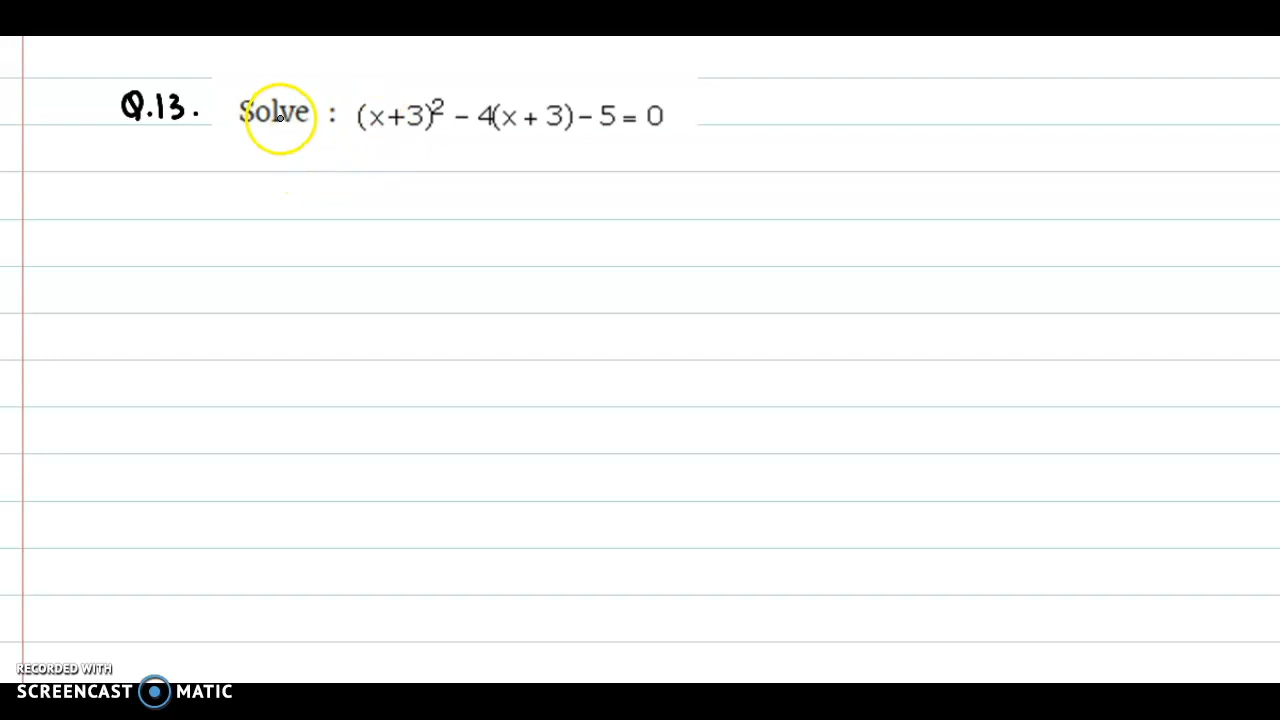 Q.13. Solve : (x+3)² − 4(x + 3) − 5 = 0
RECORDED WITH
SCREENCAST MATIC